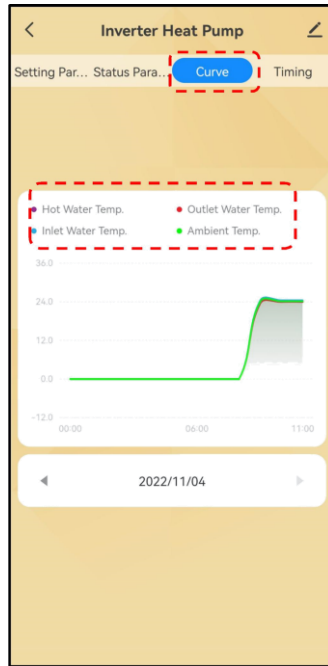 Inverter Heat Pump
Setting Par... Status Para... Curve Timing
Hot Water Temp. Outlet Water Temp.
Inlet Water Temp. Ambient Temp.
36.0
24.0
12.0
0.0
-12.0
00:00 06:00 11:00
2022/11/04